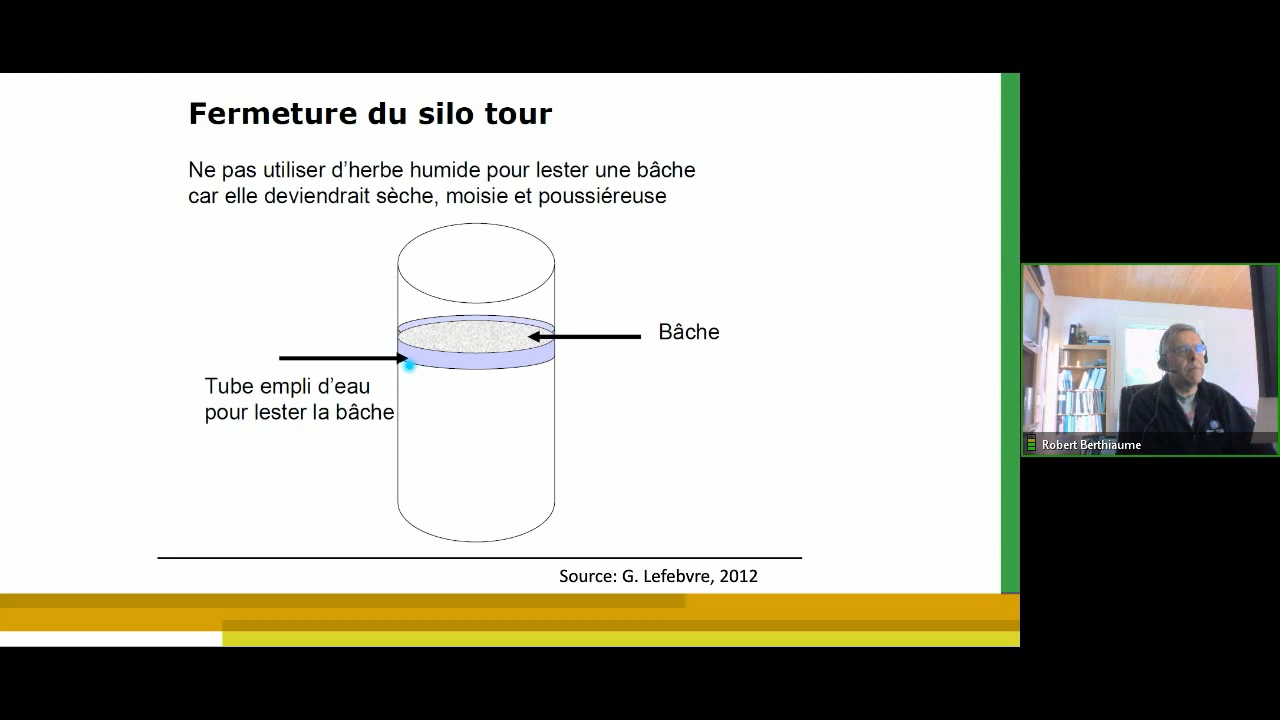 Fermeture du silo tour
Ne pas utiliser d’herbe humide pour lester une bâche
car elle deviendrait sèche, moisie et poussiéreuse
Bâche
Tube empli d’eau
pour lester la bâche
Source: G. Lefebvre, 2012
Robert Berthiaume